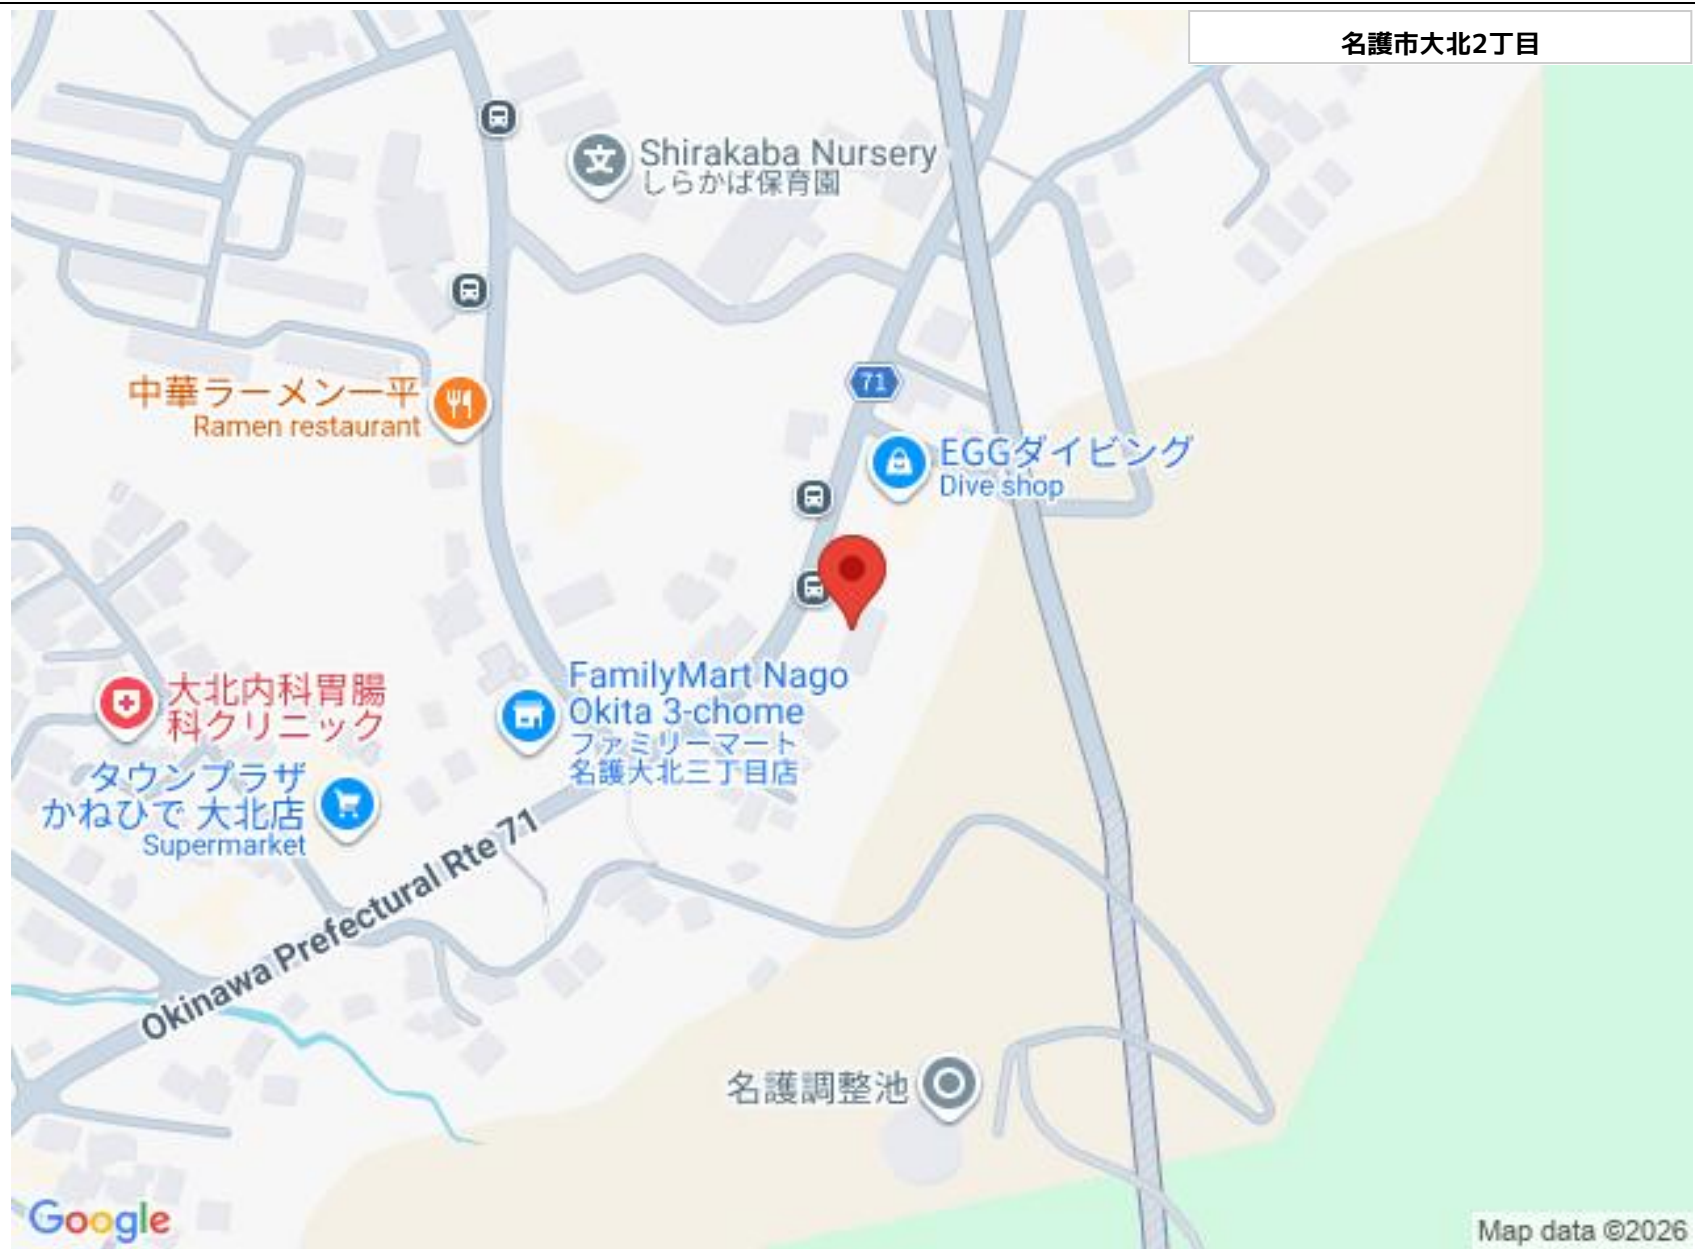 名護市大北2丁目
Shirakaba Nursery
しらかば保育園
中華ラーメン一平
Ramen restaurant
71
EGGダイビング
Dive shop
大北内科胃腸
科クリニック
FamilyMart Nago
Okita 3-chome
ファミリーマート
名護大北三丁目店
タウンプラザ
かねひで 大北店
Supermarket
Okinawa Prefectural Rte 71
名護調整池
Google
Map data ©2026